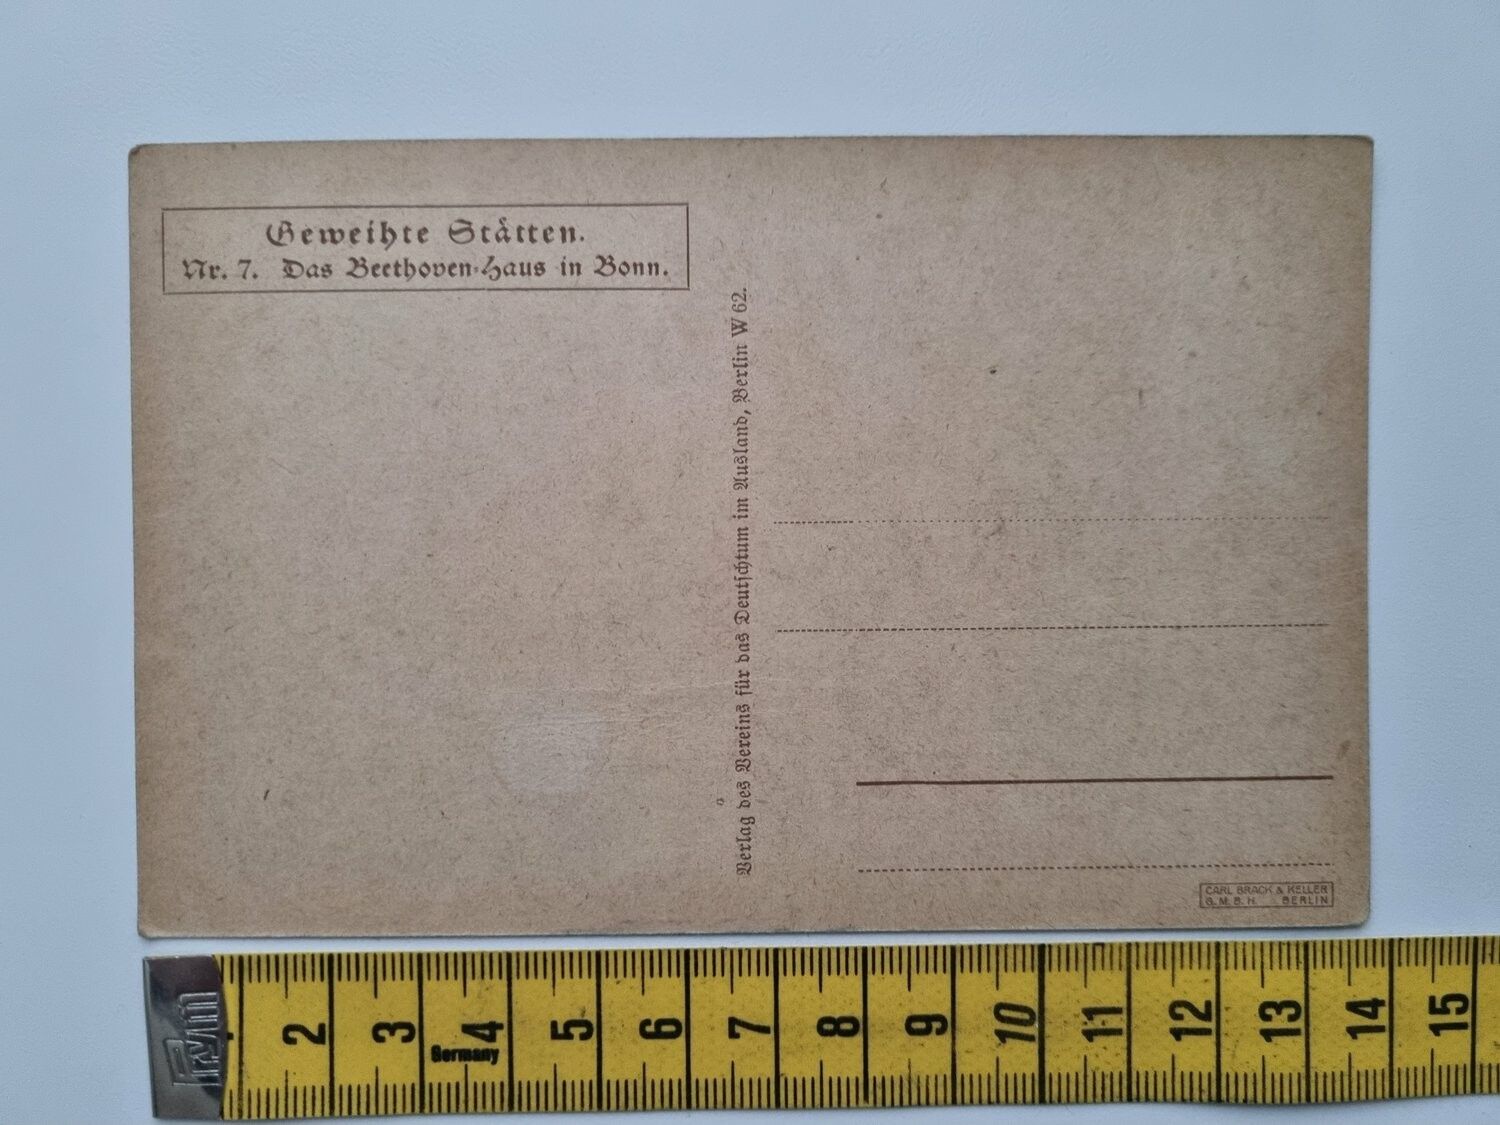 Geweihte Stätten.
Nr. 7. Das Beethoven-Haus in Bonn.
Verlag des Vereins für das Deutschtum im Ausland, Berlin W 62.
CARL BRACK & KELLER
G. M. B. H. BERLIN
Prym
2 3 4 5 6 7 8 9 10 11 12 13 14 15
Germany